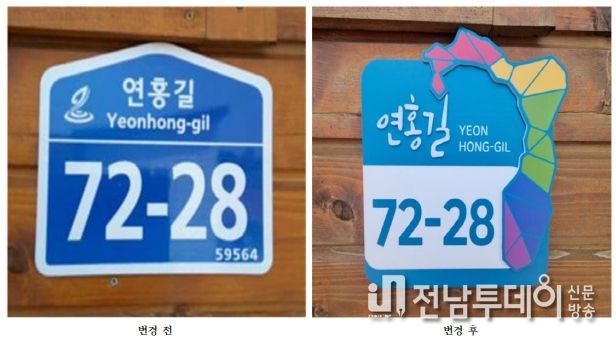 연홍길
Yeonhong-gil
72-28
59564
변경 전
연홍길
YEON
HONG-GIL
72-28
전남투데이 신문
방송
변경 후